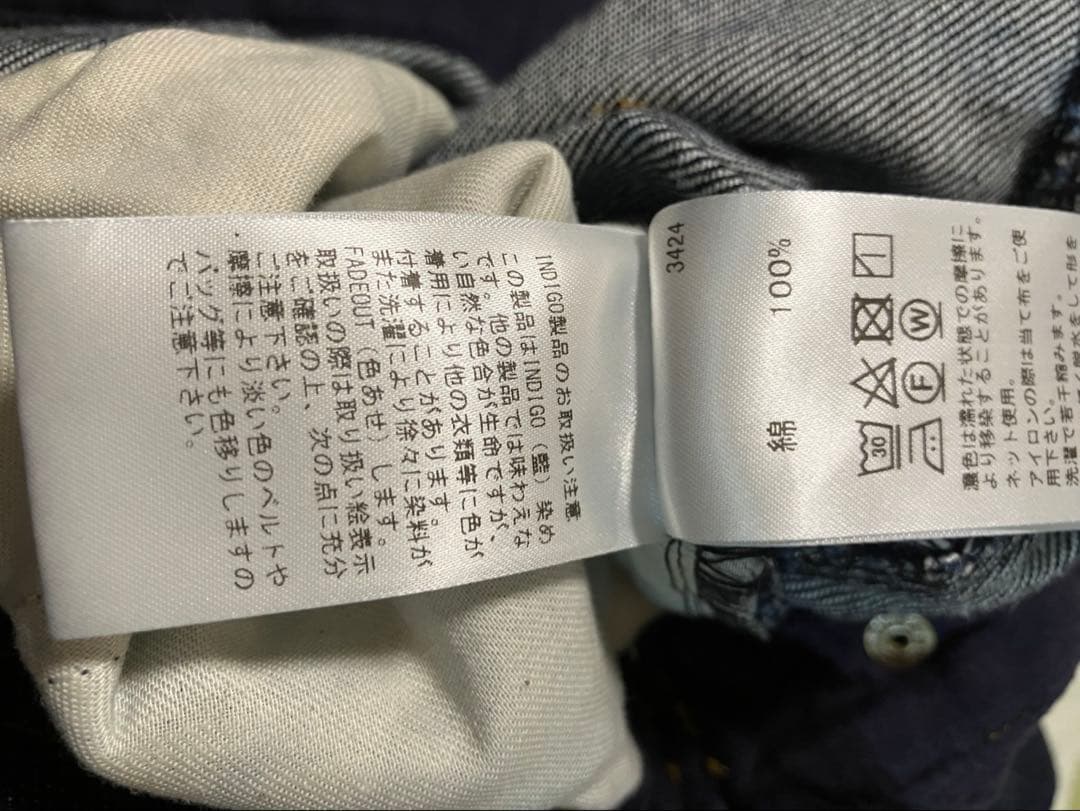 INDIGO製品のお取扱い注意
この製品はINDIGO（藍）染め
です。他の製品では味わえな
い自然な色合が生命ですが、
着用により他の衣類等に色が
付着することがあります。
また洗濯により徐々に染料が
FADEOUT（色あせ）します。
取扱いの際は取り扱い絵表示
をご確認の上、次の点に充分
ご注意下さい。
・摩擦により淡い色のベルトや
バッグ等にも色移りしますの
でご注意下さい。
3424
綿 100%
30
F
W
濃色は濡れた状態での摩擦に
より移染することがあります。
ネット使用。
アイロンの際は当て布をご使
用下さい。
洗濯で若干縮みます。